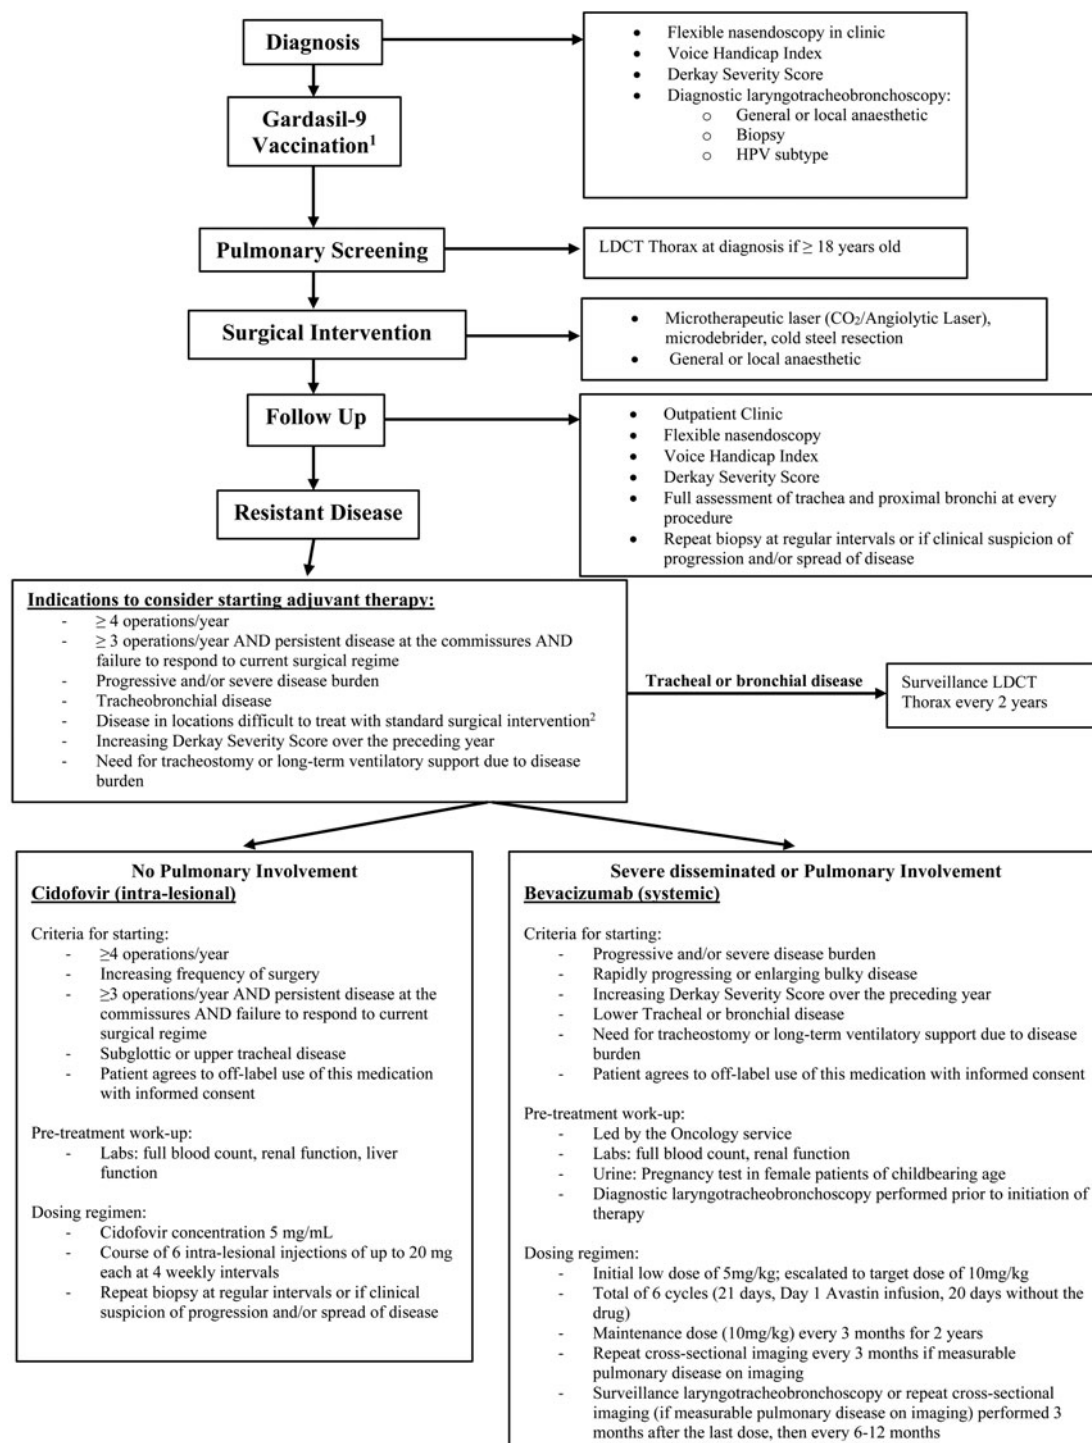 Diagnosis
• Flexible nasendoscopy in clinic
• Voice Handicap Index
• Derkay Severity Score
• Diagnostic laryngotracheobronchoscopy:
o General or local anaesthetic
o Biopsy
o HPV subtype
Gardasil-9
Vaccination1
Pulmonary Screening
LDCT Thorax at diagnosis if ≥ 18 years old
Surgical Intervention
• Microtherapeutic laser (CO2/Angiolytic Laser),
microdebrider, cold steel resection
• General or local anaesthetic
Follow Up
• Outpatient Clinic
• Flexible nasendoscopy
• Voice Handicap Index
• Derkay Severity Score
• Full assessment of trachea and proximal bronchi at every
procedure
• Repeat biopsy at regular intervals or if clinical suspicion of
progression and/or spread of disease
Resistant Disease
Indications to consider starting adjuvant therapy:
- ≥ 4 operations/year
- ≥ 3 operations/year AND persistent disease at the commissures AND
failure to respond to current surgical regime
- Progressive and/or severe disease burden
- Tracheobronchial disease
- Disease in locations difficult to treat with standard surgical intervention2
- Increasing Derkay Severity Score over the preceding year
- Need for tracheostomy or long-term ventilatory support due to disease
burden
Tracheal or bronchial disease
Surveillance LDCT
Thorax every 2 years
No Pulmonary Involvement
Cidofovir (intra-lesional)
Criteria for starting:
- ≥4 operations/year
- Increasing frequency of surgery
- ≥3 operations/year AND persistent disease at the
commissures AND failure to respond to current
surgical regime
- Subglottic or upper tracheal disease
- Patient agrees to off-label use of this medication
with informed consent
Pre-treatment work-up:
- Labs: full blood count, renal function, liver
function
Dosing regimen:
- Cidofovir concentration 5 mg/mL
- Course of 6 intra-lesional injections of up to 20 mg
each at 4 weekly intervals
- Repeat biopsy at regular intervals or if clinical
suspicion of progression and/or spread of disease
Severe disseminated or Pulmonary Involvement
Bevacizumab (systemic)
Criteria for starting:
- Progressive and/or severe disease burden
- Rapidly progressing or enlarging bulky disease
- Increasing Derkay Severity Score over the preceding year
- Lower Tracheal or bronchial disease
- Need for tracheostomy or long-term ventilatory support due to disease
burden
- Patient agrees to off-label use of this medication with informed consent
Pre-treatment work-up:
- Led by the Oncology service
- Labs: full blood count, renal function
- Urine: Pregnancy test in female patients of childbearing age
- Diagnostic laryngotracheobronchoscopy performed prior to initiation of
therapy
Dosing regimen:
- Initial low dose of 5mg/kg; escalated to target dose of 10mg/kg
- Total of 6 cycles (21 days, Day 1 Avastin infusion, 20 days without the
drug)
- Maintenance dose (10mg/kg) every 3 months for 2 years
- Repeat cross-sectional imaging every 3 months if measurable
pulmonary disease on imaging
- Surveillance laryngotracheobronchoscopy or repeat cross-sectional
imaging (if measurable pulmonary disease on imaging) performed 3
months after the last dose, then every 6-12 months